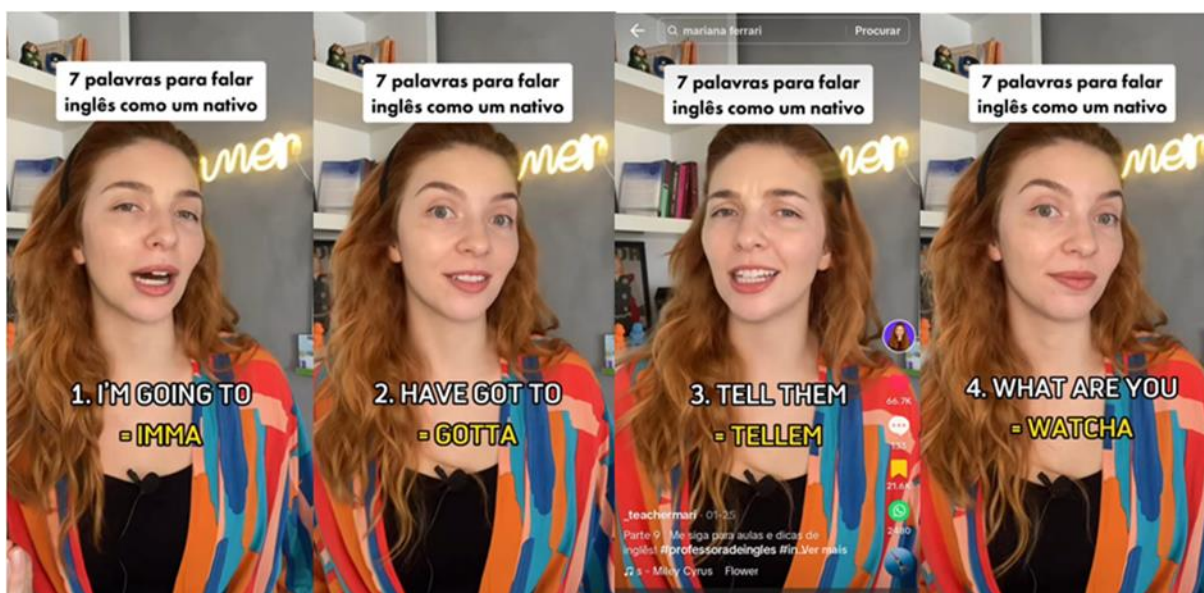 7 palavras para falar
inglês como um nativo
ner
1. I'M GOING TO
= IMMA
7 palavras para falar
inglês como um nativo
ner
2. HAVE GOT TO
= GOTTA
mariana ferrari Procurar
7 palavras para falar
inglês como um nativo
ner
3. TELL THEM
= TELLEM
66.7K
21.6K
2480
_teachermari · 01-25
Parte 9 | Me siga para aulas e dicas de
inglês! #professoradeingles #in..Ver mais
s - Miley Cyrus Flower
7 palavras para falar
inglês como um nativo
ner
4. WHAT ARE YOU
= WATCHA